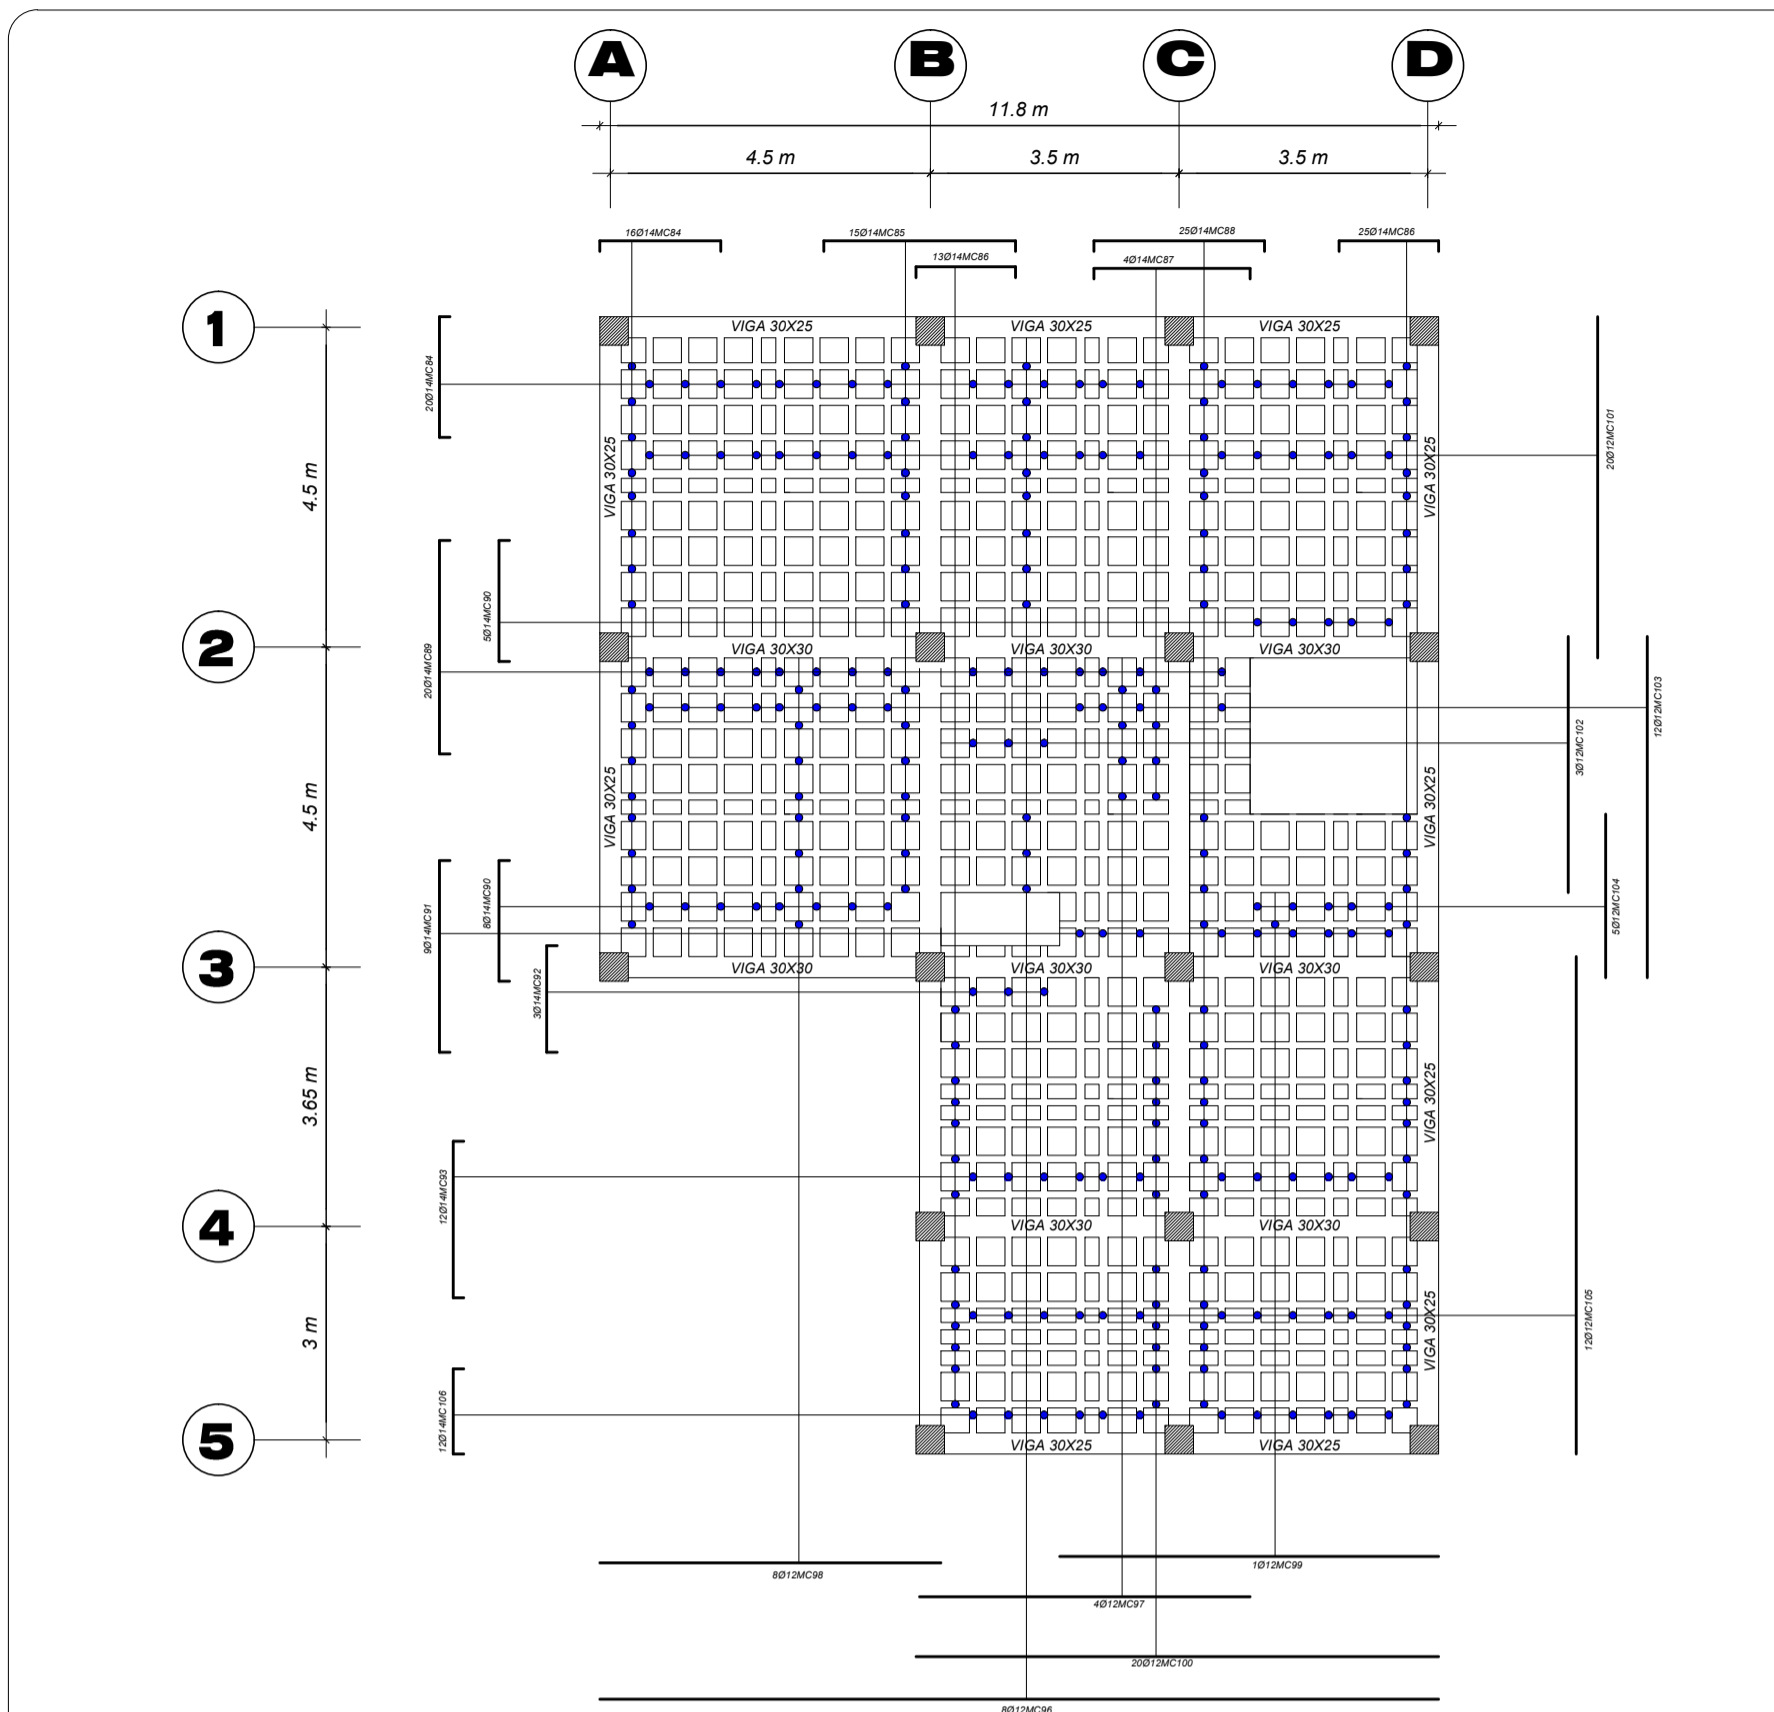 A
B
C
D
11.8 m
4.5 m
3.5 m
3.5 m
16Ø14MC84
15Ø14MC85
25Ø14MC88
25Ø14MC86
13Ø14MC86
4Ø14MC87
1
VIGA 30X25
VIGA 30X25
VIGA 30X25
20Ø14MC84
20Ø12MC101
4.5 m
VIGA 30X25
VIGA 30X25
5Ø14MC90
2
VIGA 30X30
VIGA 30X30
VIGA 30X30
20Ø14MC89
12Ø12MC103
3Ø12MC102
4.5 m
VIGA 30X25
VIGA 30X25
8Ø14MC90
9Ø14MC91
5Ø12MC104
3
VIGA 30X30
VIGA 30X30
VIGA 30X30
3Ø14MC92
3.65 m
VIGA 30X25
12Ø14MC93
4
VIGA 30X30
VIGA 30X30
3 m
VIGA 30X25
12Ø12MC105
12Ø14MC106
5
VIGA 30X25
VIGA 30X25
1Ø12MC99
8Ø12MC98
4Ø12MC97
20Ø12MC100
8Ø12MC96